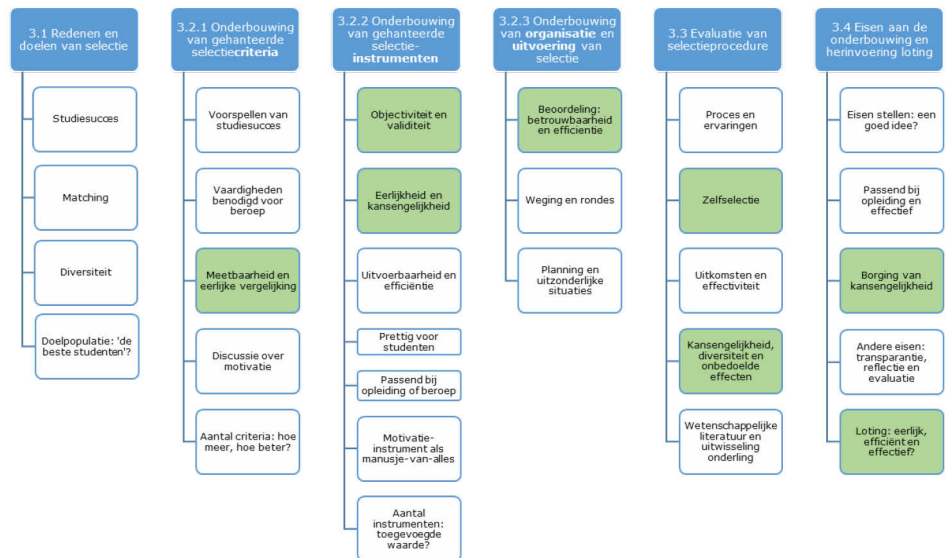 3.1 Redenen en
doelen van selectie
Studiesucces
Matching
Diversiteit
Doelpopulatie: 'de
beste studenten'?
3.2.1 Onderbouwing
van gehanteerde
selectiecriteria
Voorspellen van
studiesucces
Vaardigheden
benodigd voor
beroep
Meetbaarheid en
eerlijke vergelijking
Discussie over
motivatie
Aantal criteria: hoe
meer, hoe beter?
3.2.2 Onderbouwing
van gehanteerde
selectie-
instrumenten
Objectiviteit en
validiteit
Eerlijkheid en
kansengelijkheid
Uitvoerbaarheid en
efficiëntie
Prettig voor
studenten
Passend bij
opleiding of beroep
Motivatie-
instrument als
manusje-van-alles
Aantal
instrumenten:
toegevoegde
waarde?
3.2.3 Onderbouwing
van organisatie en
uitvoering van
selectie
Beoordeling:
betrouwbaarheid
en efficientie
Weging en rondes
Planning en
uitzonderlijke
situaties
3.3 Evaluatie van
selectieprocedure
Proces en
ervaringen
Zelfselectie
Uitkomsten en
effectiviteit
Kansengelijkheid,
diversiteit en
onbedoelde
effecten
Wetenschappelijke
literatuur en
uitwisseling
onderling
3.4 Eisen aan de
onderbouwing en
herinvoering loting
Eisen stellen: een
goed idee?
Passend bij
opleiding en
effectief
Borging van
kansengelijkheid
Andere eisen:
transparantie,
reflectie en
evaluatie
Loting: eerlijk,
efficiënt en
effectief?